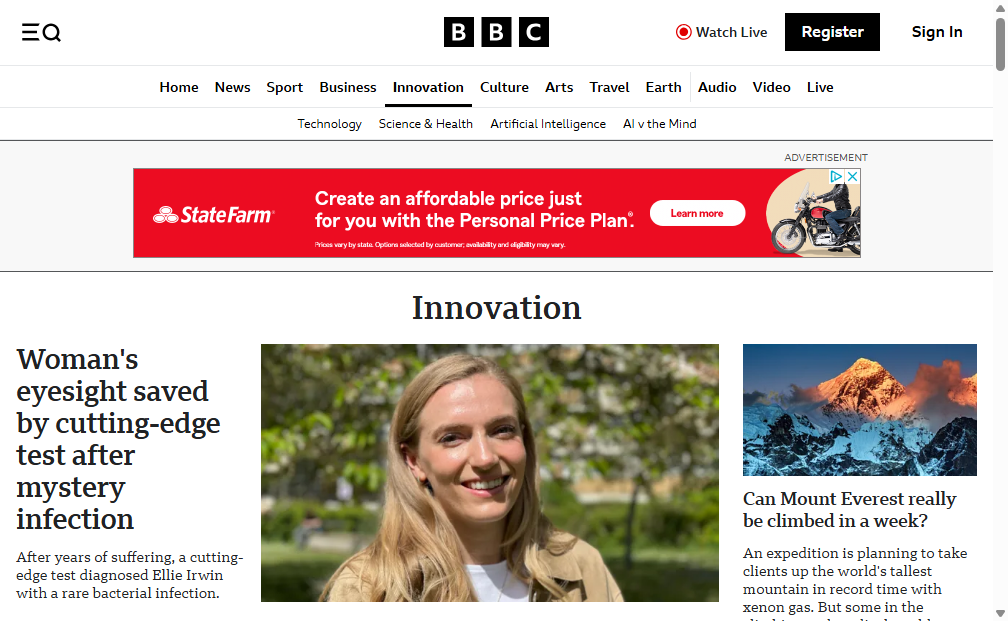 BBC
Watch Live
Register
Sign In
Home News Sport Business Innovation Culture Arts Travel Earth Audio Video Live
Technology Science & Health Artificial Intelligence AI v the Mind
ADVERTISEMENT
State Farm®
Create an affordable price just
for you with the Personal Price Plan.®
Prices vary by state. Options selected by customer; availability and eligibility may vary.
Learn more
Innovation
Woman's
eyesight saved
by cutting-edge
test after
mystery
infection
After years of suffering, a cutting-
edge test diagnosed Ellie Irwin
with a rare bacterial infection.
Can Mount Everest really
be climbed in a week?
An expedition is planning to take
clients up the world's tallest
mountain in record time with
xenon gas. But some in the